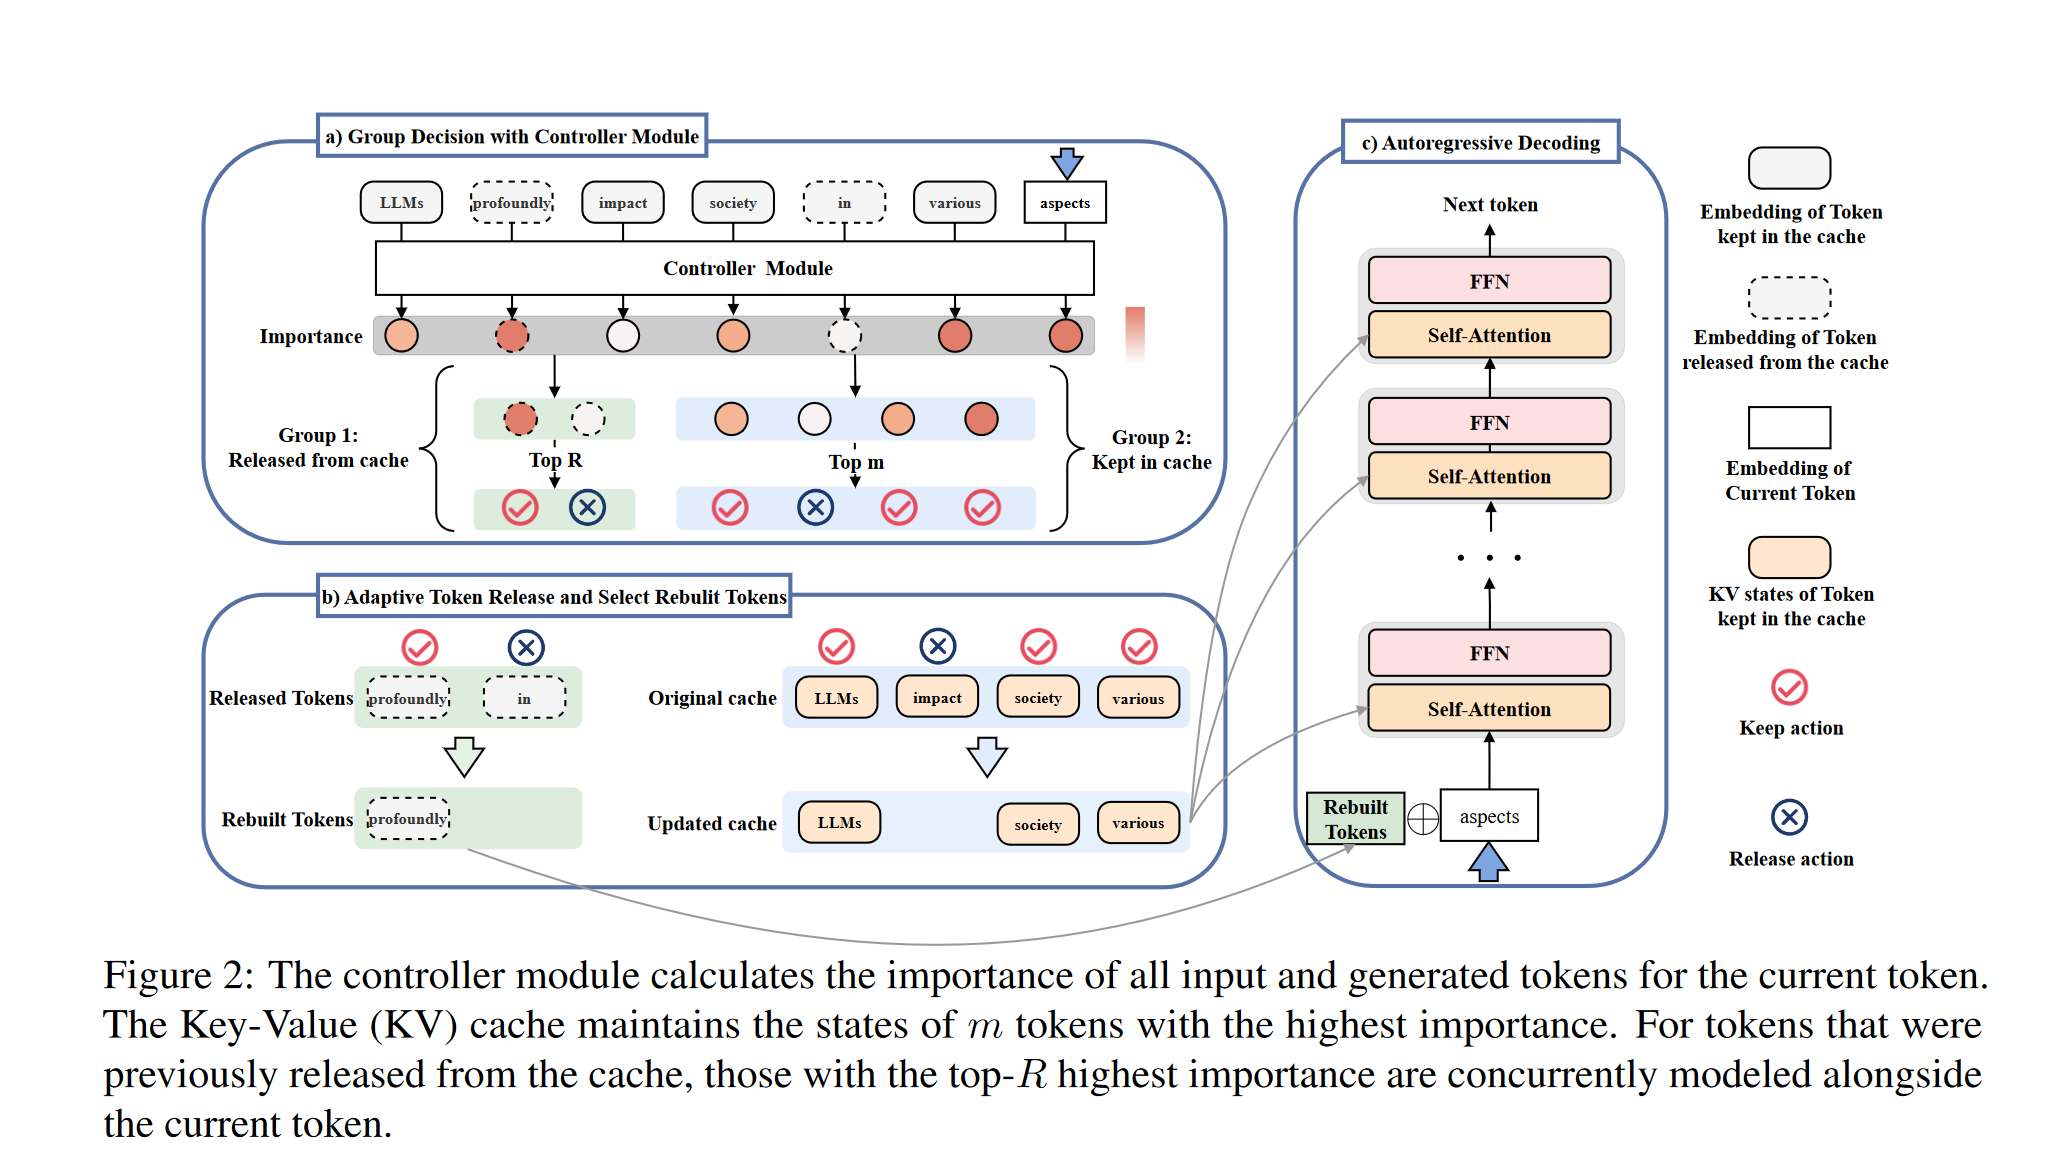 a) Group Decision with Controller Module
LLMs profoundly impact society in various aspects
Controller Module
Importance
Group 1:
Released from cache
Top R
Top m
Group 2:
Kept in cache
b) Adaptive Token Release and Select Rebulit Tokens
Released Tokens profoundly in
Original cache LLMs impact society various
Rebuilt Tokens profoundly
Updated cache LLMs society various
c) Autoregressive Decoding
Next token
FFN
Self-Attention
FFN
Self-Attention
. . .
FFN
Self-Attention
Rebuilt
Tokens
aspects
Embedding of Token
kept in the cache
Embedding of Token
released from the cache
Embedding of
Current Token
KV states of Token
kept in the cache
Keep action
Release action
Figure 2: The controller module calculates the importance of all input and generated tokens for the current token.
The Key-Value (KV) cache maintains the states of m tokens with the highest importance. For tokens that were
previously released from the cache, those with the top-R highest importance are concurrently modeled alongside
the current token.